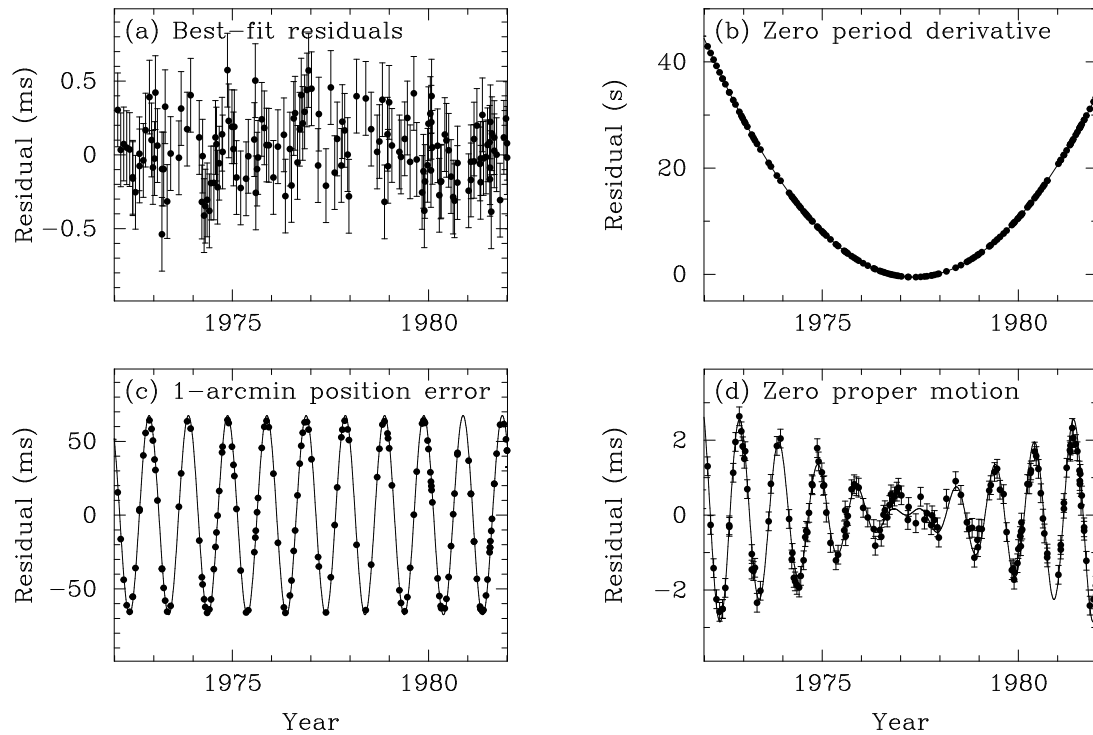 (a) Best-fit residuals
Residual (ms)
0.5
0
-0.5
1975
1980
(b) Zero period derivative
Residual (s)
40
20
0
1975
1980
(c) 1-arcmin position error
Residual (ms)
50
0
-50
1975
1980
Year
(d) Zero proper motion
Residual (ms)
2
0
-2
1975
1980
Year